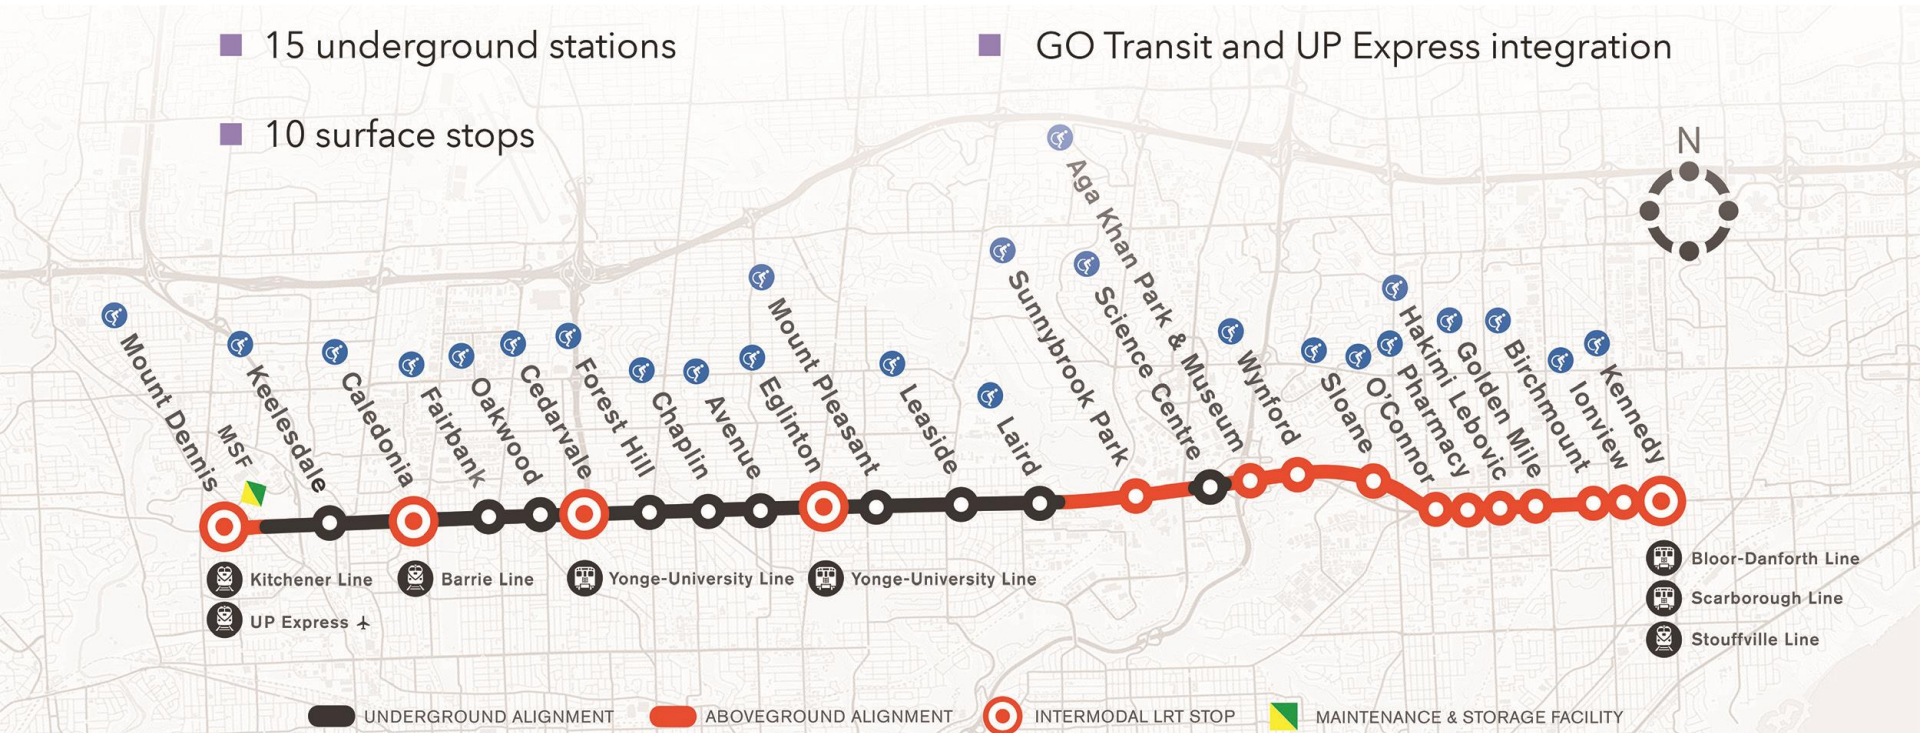 15 underground stations
GO Transit and UP Express integration
10 surface stops
N
Mount Dennis
MSF
Keelesdale
Caledonia
Fairbank
Oakwood
Cedarvale
Forest Hill
Chaplin
Avenue
Eglinton
Mount Pleasant
Leaside
Laird
Sunnybrook Park
Science Centre
Aga Khan Park & Museum
Wynford
Sloane
O'Connor
Pharmacy
Hakimi Lebovic
Golden Mile
Birchmount
Ionview
Kennedy
Kitchener Line
UP Express
Barrie Line
Yonge-University Line
Yonge-University Line
Bloor-Danforth Line
Scarborough Line
Stouffville Line
UNDERGROUND ALIGNMENT
ABOVEGROUND ALIGNMENT
INTERMODAL LRT STOP
MAINTENANCE & STORAGE FACILITY